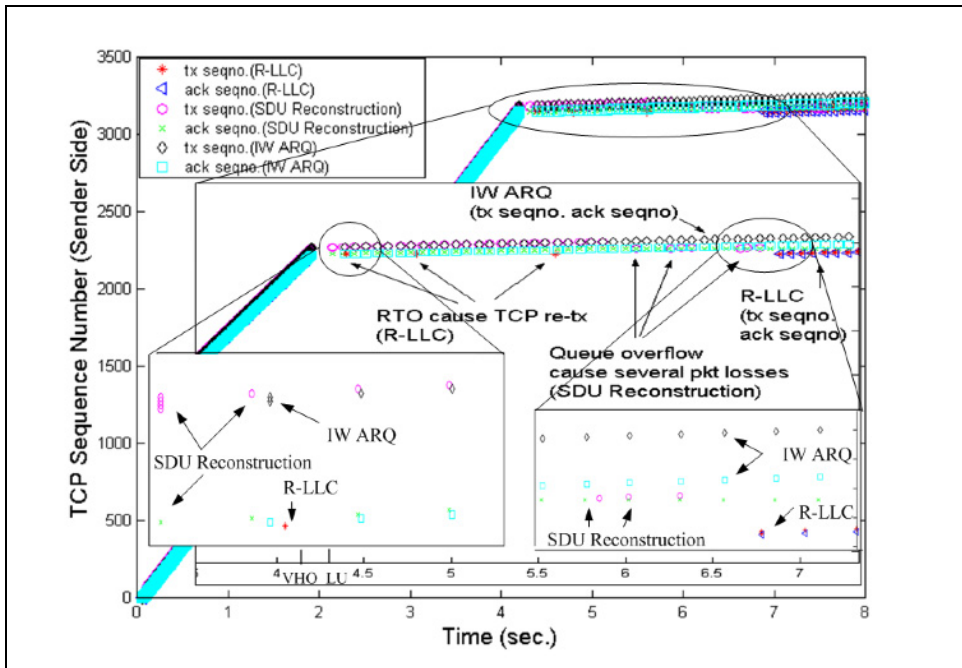 3500
3000
2500
2000
1500
1000
500
0
TCP Sequence Number (Sender Side)
tx seqno.(R-LLC)
ack seqno.(R-LLC)
tx seqno.(SDU Reconstruction)
ack seqno.(SDU Reconstruction)
tx seqno.(IW ARQ)
ack seqno.(IW ARQ)
IW ARQ
(tx seqno. ack seqno)
RTO cause TCP re-tx
(R-LLC)
R-LLC
(tx seqno.
ack seqno)
Queue overflow
cause several pkt losses
(SDU Reconstruction)
IW ARQ
SDU Reconstruction
R-LLC
IW ARQ
R-LLC
SDU Reconstruction
4 4.5 5 5.5 6 6.5 7
VHO LU
0 1 2 3 4 5 6 7 8
Time (sec.)